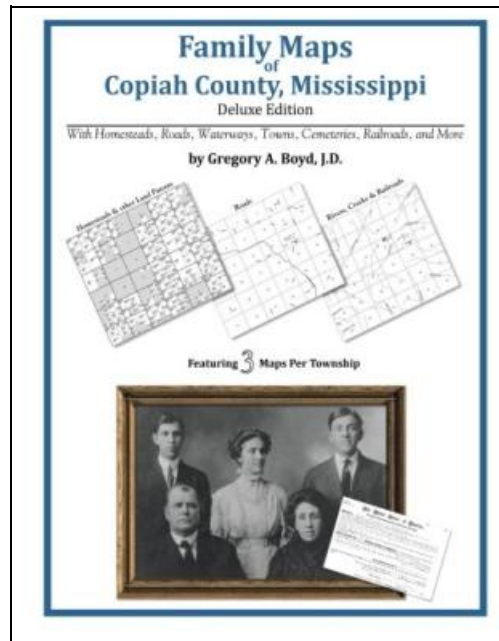 Family Maps
of
Copiah County, Mississippi
Deluxe Edition
With Homesteads, Roads, Waterways, Towns, Cemeteries, Railroads, and More
by Gregory A. Boyd, J.D.
Homesteads & other Land Patents
Roads
Rivers, Creeks & Railroads
Featuring 3 Maps Per Township